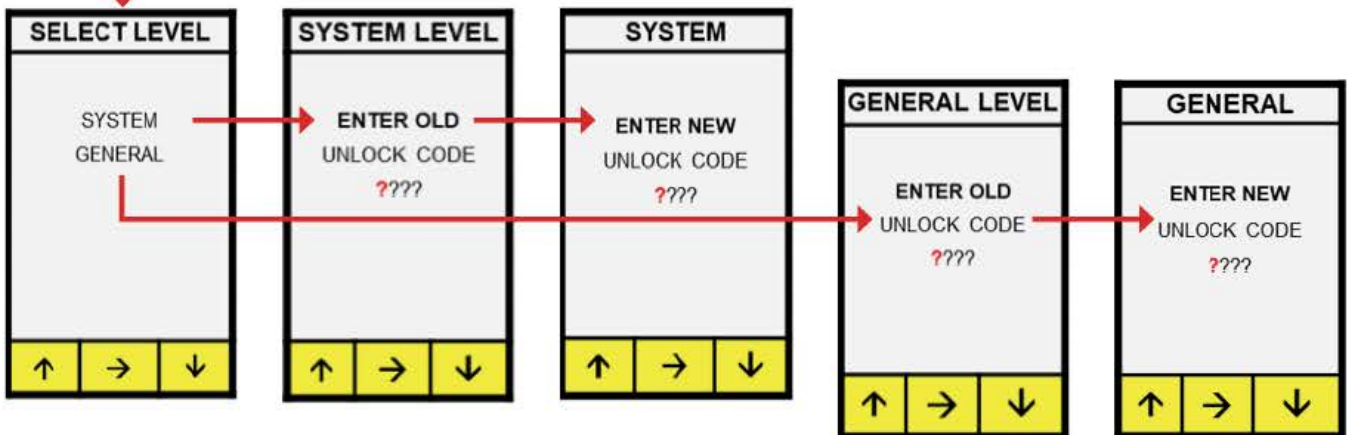 SELECT LEVEL
SYSTEM
GENERAL
↑ → ↓
SYSTEM LEVEL
ENTER OLD
UNLOCK CODE
????
↑ → ↓
SYSTEM
ENTER NEW
UNLOCK CODE
????
↑ → ↓
GENERAL LEVEL
ENTER OLD
UNLOCK CODE
????
↑ → ↓
GENERAL
ENTER NEW
UNLOCK CODE
????
↑ → ↓